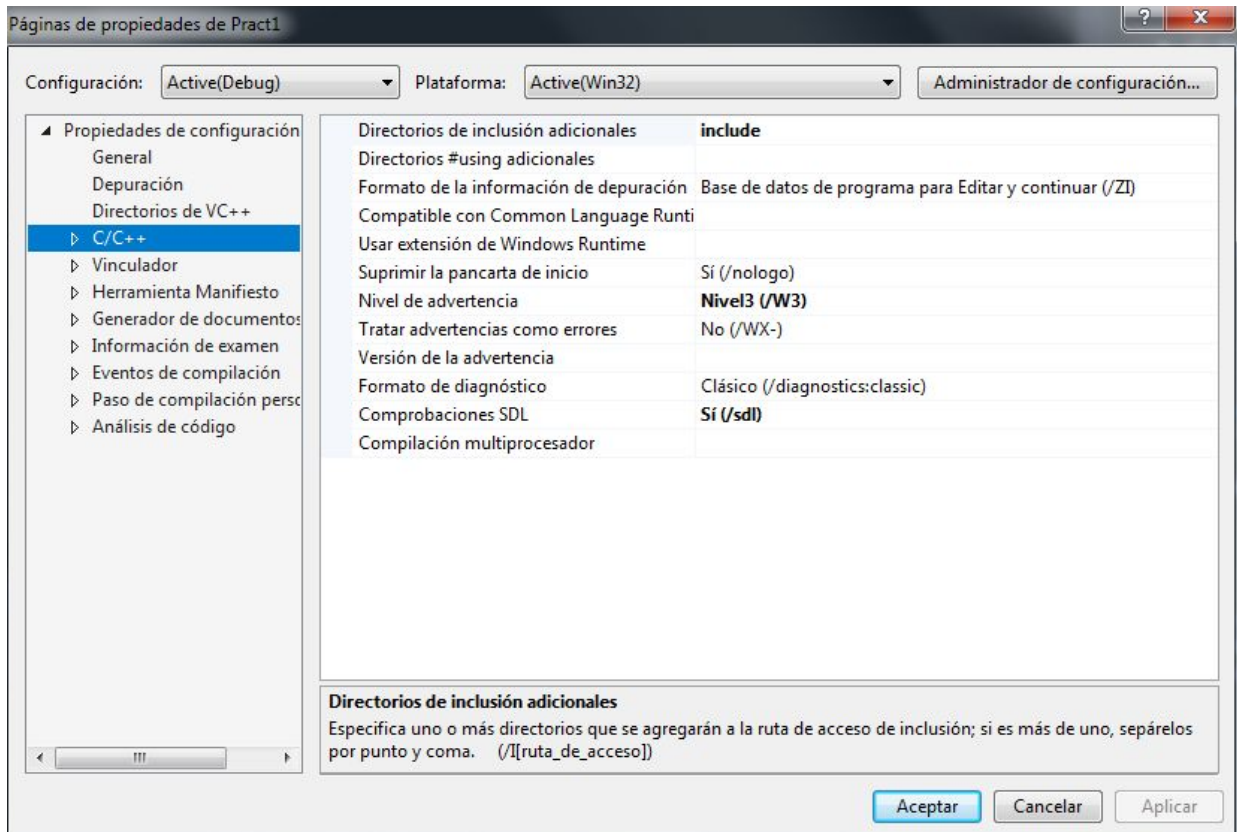 Páginas de propiedades de Pract1
Configuración: Active(Debug) Plataforma: Active(Win32) Administrador de configuración...
Propiedades de configuración
General
Depuración
Directorios de VC++
C/C++
Vinculador
Herramienta Manifiesto
Generador de documentos
Información de examen
Eventos de compilación
Paso de compilación perso
Análisis de código
Directorios de inclusión adicionales include
Directorios #using adicionales
Formato de la información de depuración Base de datos de programa para Editar y continuar (/ZI)
Compatible con Common Language Runti
Usar extensión de Windows Runtime
Suprimir la pancarta de inicio Sí (/nologo)
Nivel de advertencia Nivel3 (/W3)
Tratar advertencias como errores No (/WX-)
Versión de la advertencia
Formato de diagnóstico Clásico (/diagnostics:classic)
Comprobaciones SDL Sí (/sdl)
Compilación multiprocesador
Directorios de inclusión adicionales
Especifica uno o más directorios que se agregarán a la ruta de acceso de inclusión; si es más de uno, sepárelos
por punto y coma. (/I[ruta_de_acceso])
Aceptar Cancelar Aplicar